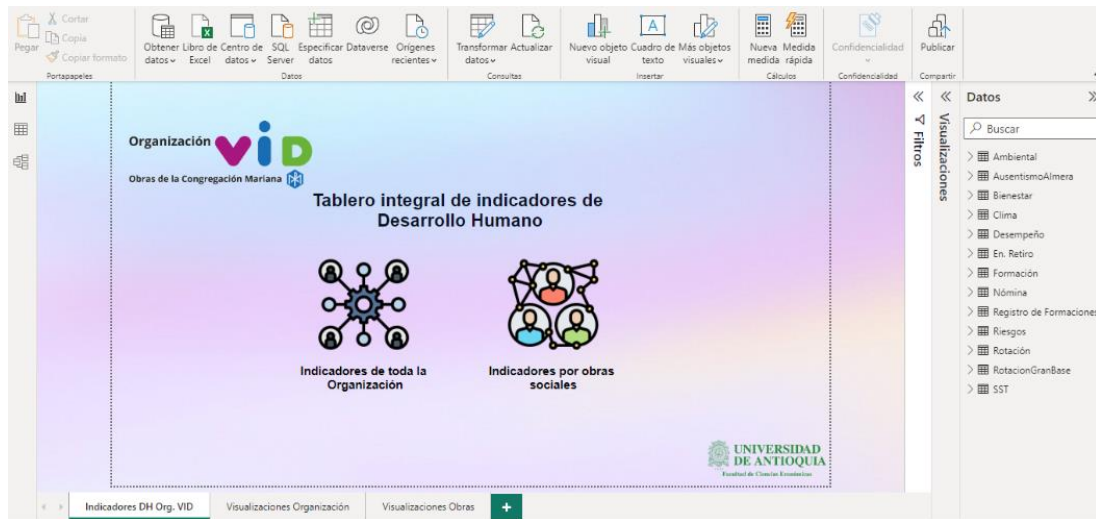 Pegar
Cortar
Copia
Copiar formato
Portapapeles
Obtener datos
Libro de Excel
Centro de datos
SQL Server
Especificar datos
Dataverse
Orígenes recientes
Datos
Transformar datos
Actualizar
Consultas
Nuevo objeto visual
Cuadro de texto
Más objetos visuales
Insertar
Nueva medida
Medida rápida
Cálculos
Confidencialidad
Confidencialidad
Publicar
Compartir
Organización VID
Obras de la Congregación Mariana
Tablero integral de indicadores de
Desarrollo Humano
Indicadores de toda la
Organización
Indicadores por obras
sociales
UNIVERSIDAD
DE ANTIOQUIA
Facultad de Ciencias Económicas
Filtros
Visualizaciones
Datos
Buscar
Ambiental
AusentismoAlmera
Bienestar
Clima
Desempeño
En. Retiro
Formación
Nómina
Registro de Formaciones
Riesgos
Rotación
RotacionGranBase
SST
Indicadores DH Org. VID
Visualizaciones Organización
Visualizaciones Obras